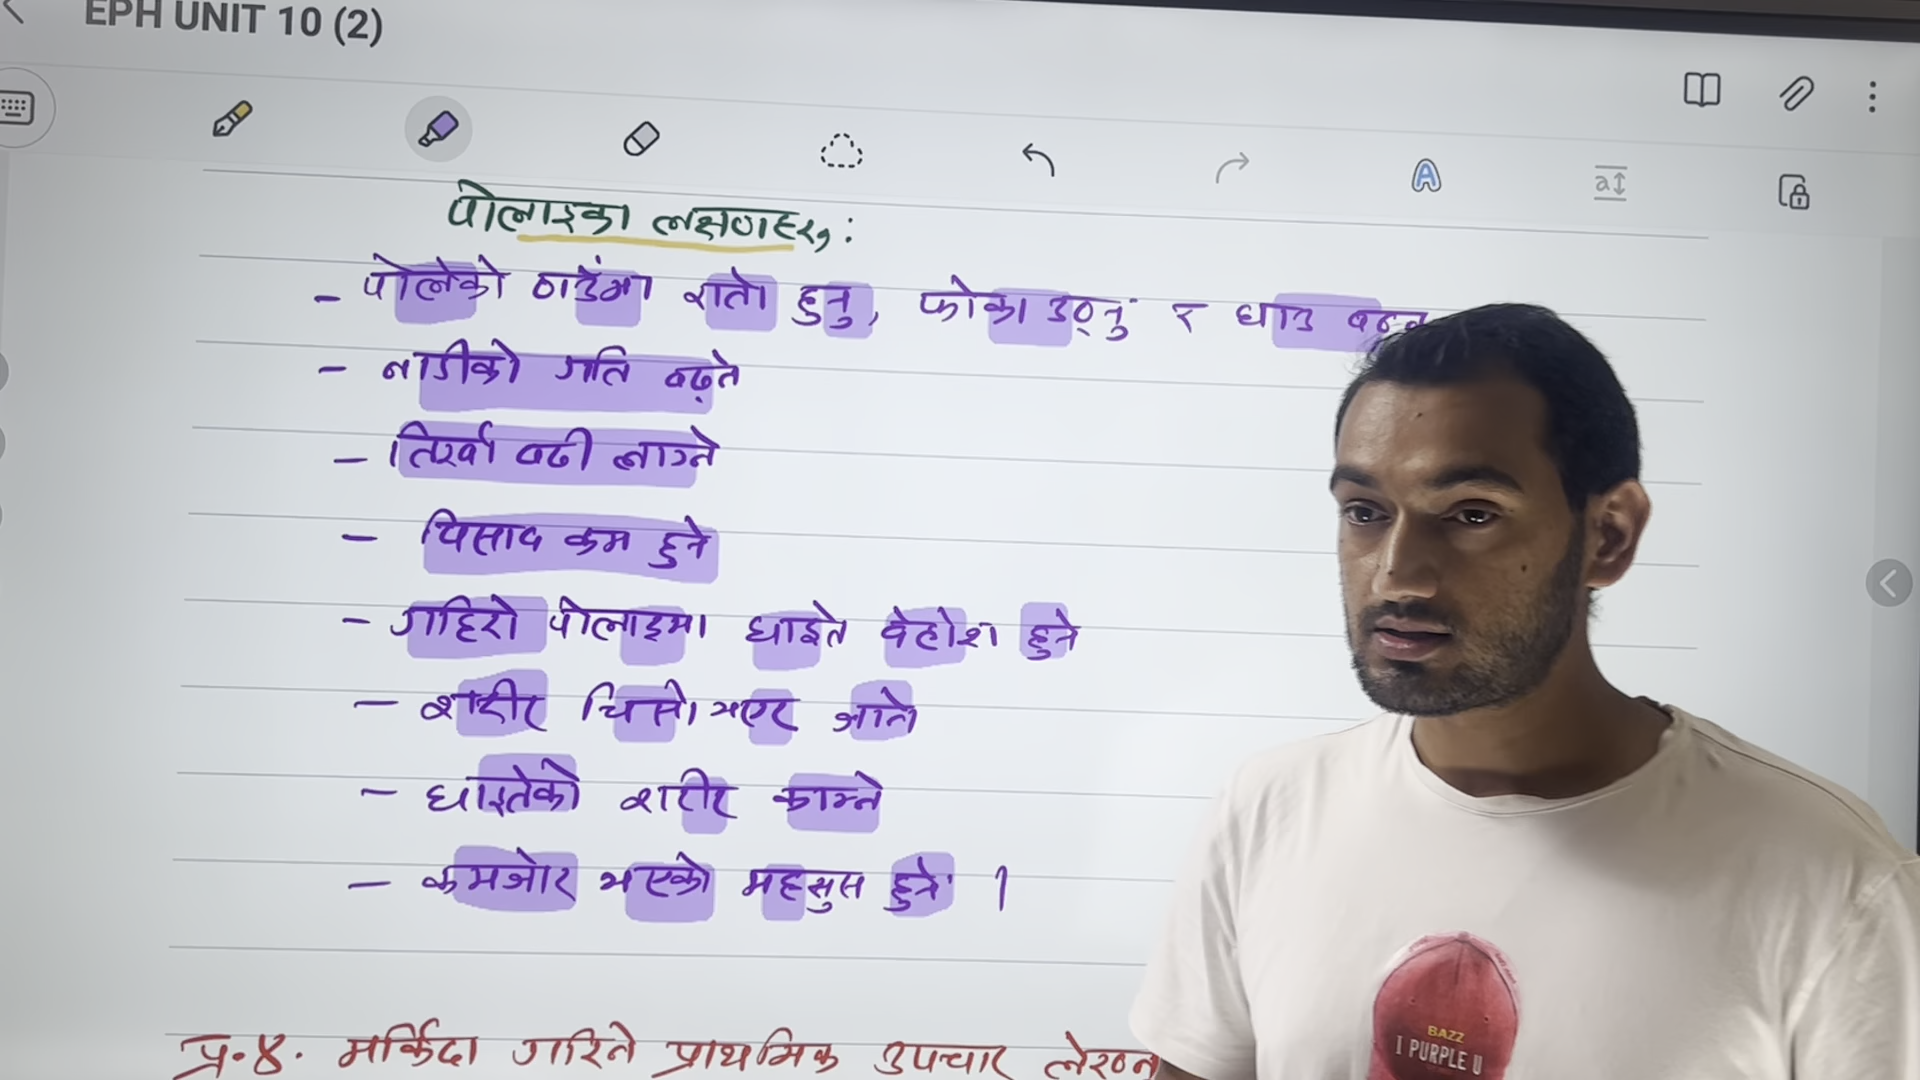 EPH UNIT 10 (2)
पोलाइका लक्षणहरु :
- पोलेको ठाउँमा रातो हुनु, फोका उठ्नु र घाउ
- नाडीको गति बढ्ने
- तिर्खा बढी लाग्ने
- पिसाब कम हुने
- गहिरो पोलाइमा घाइते बेहोश हुने
- शरीर चिसो भएर जाने
- घाइतेको शरीर काम्ने
- कमजोर भएको महसुस हुने ।
प्र.४. मर्किदा गरिने प्राथमिक उपचार
BAZZ
I PURPLE U